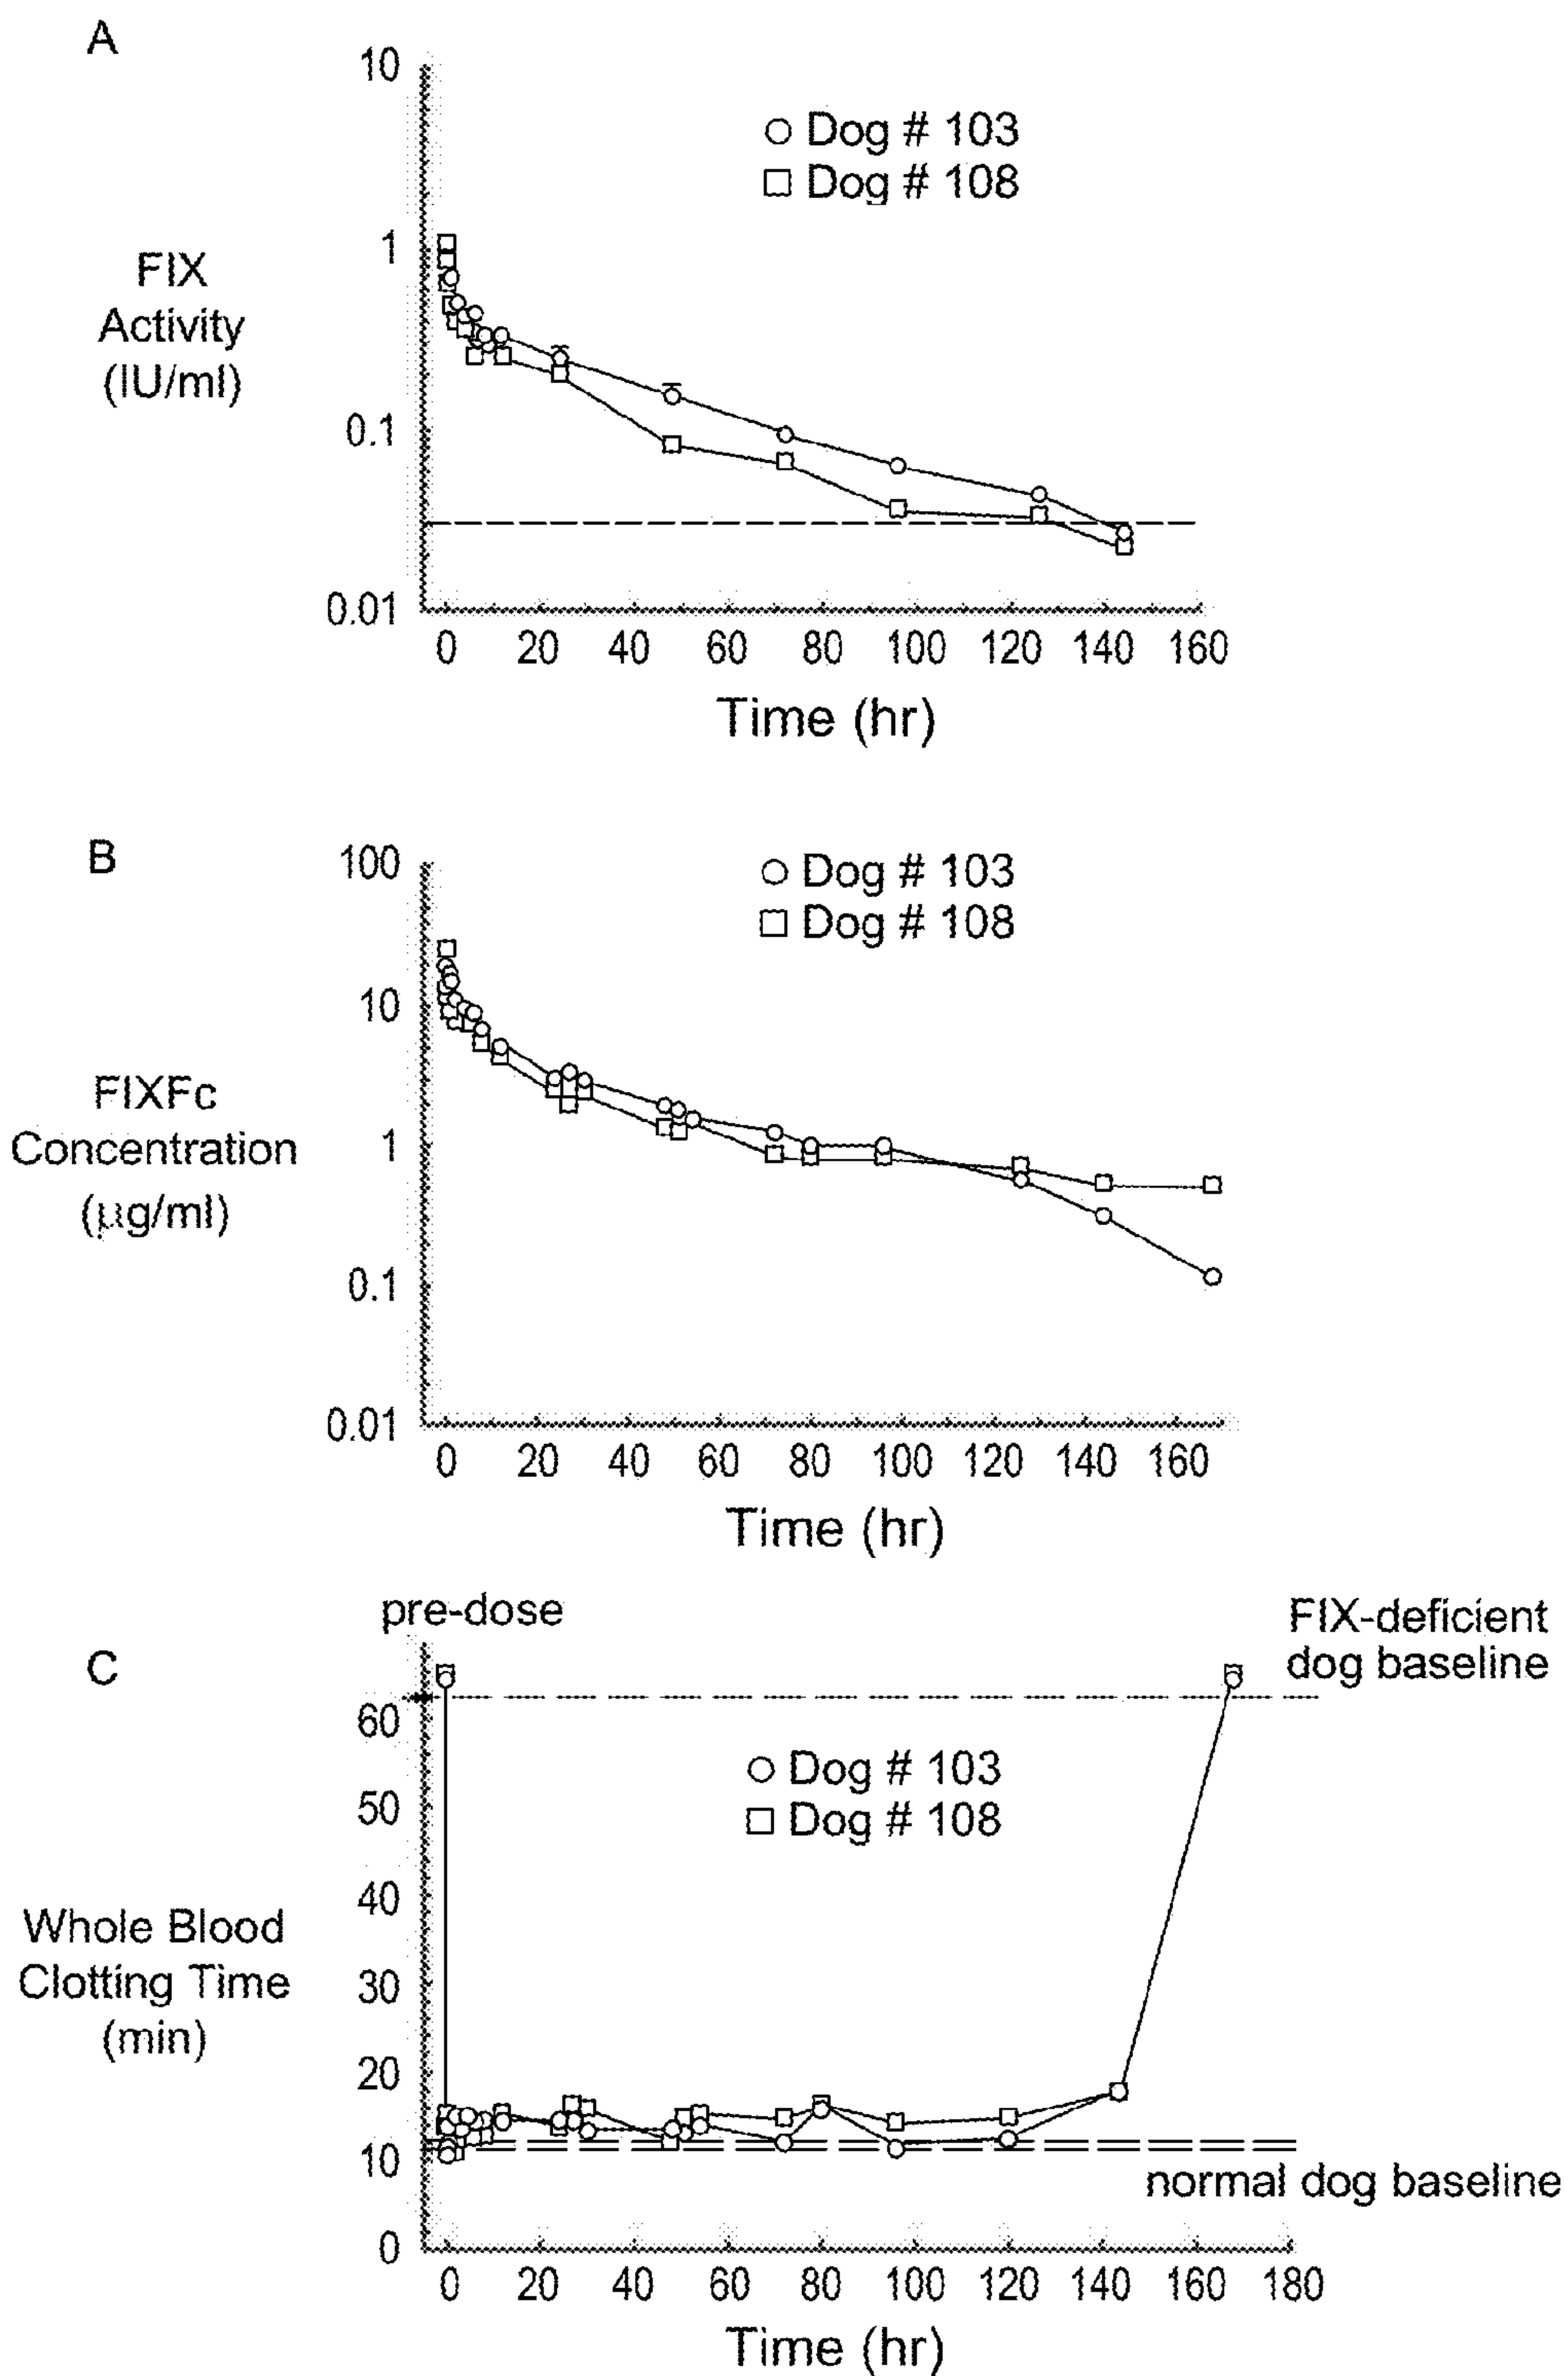 A
10
1
0.1
0.01
FIX
Activity
(IU/ml)
Dog # 103
Dog # 108
0 20 40 60 80 100 120 140 160
Time (hr)
B
100
10
1
0.1
0.01
FIXFc
Concentration
(µg/ml)
Dog # 103
Dog # 108
0 20 40 60 80 100 120 140 160
Time (hr)
C
pre-dose
FIX-deficient
dog baseline
60
50
40
30
20
10
0
Whole Blood
Clotting Time
(min)
Dog # 103
Dog # 108
normal dog baseline
0 20 40 60 80 100 120 140 160 180
Time (hr)